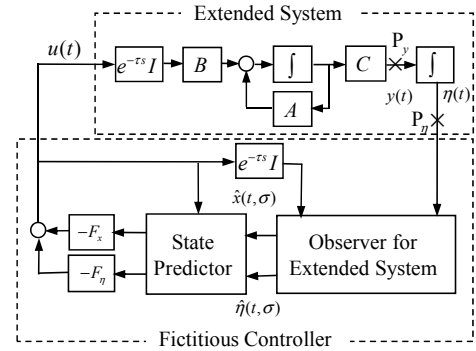 Extended System
u(t)
e^{-τs} I
B
∫
C
P_y
∫
A
y(t)
η(t)
P_η
e^{-τs} I
x̂(t,σ)
−F_x
−F_η
State
Predictor
Observer for
Extended System
η̂(t,σ)
Fictitious Controller